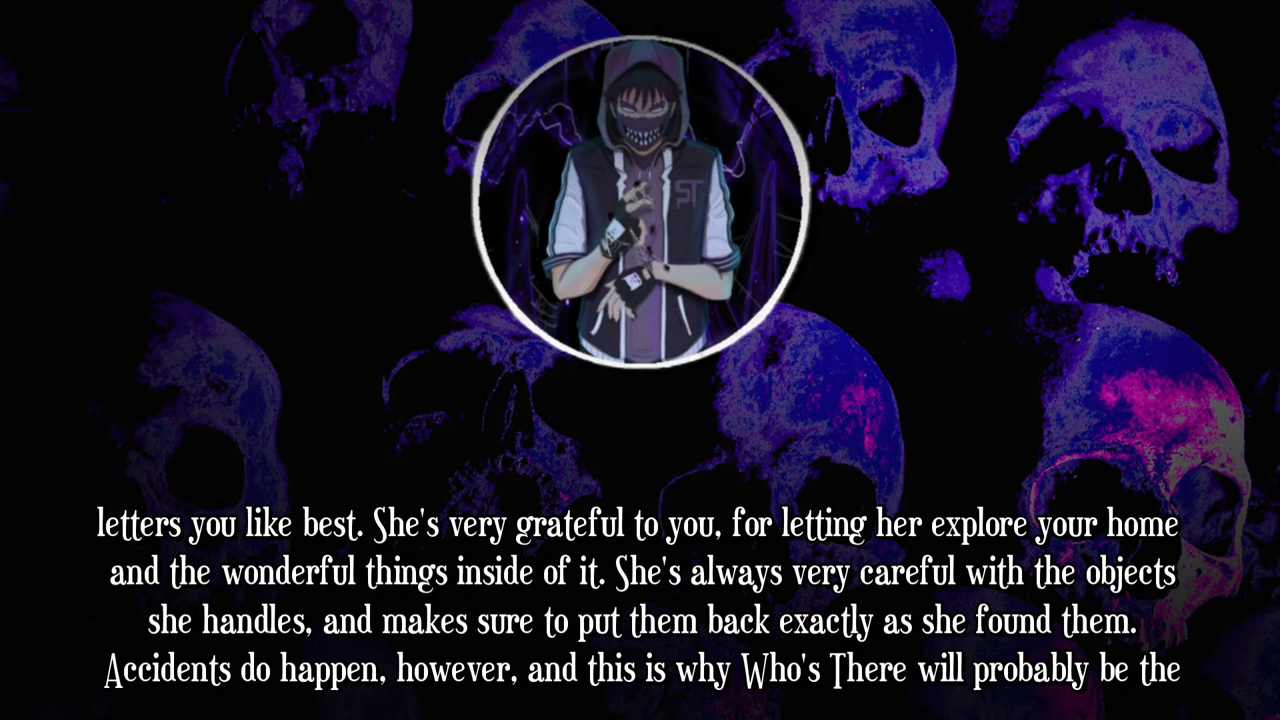 ST
letters you like best. She's very grateful to you, for letting her explore your home
and the wonderful things inside of it. She's always very careful with the objects
she handles, and makes sure to put them back exactly as she found them.
Accidents do happen, however, and this is why Who's There will probably be the